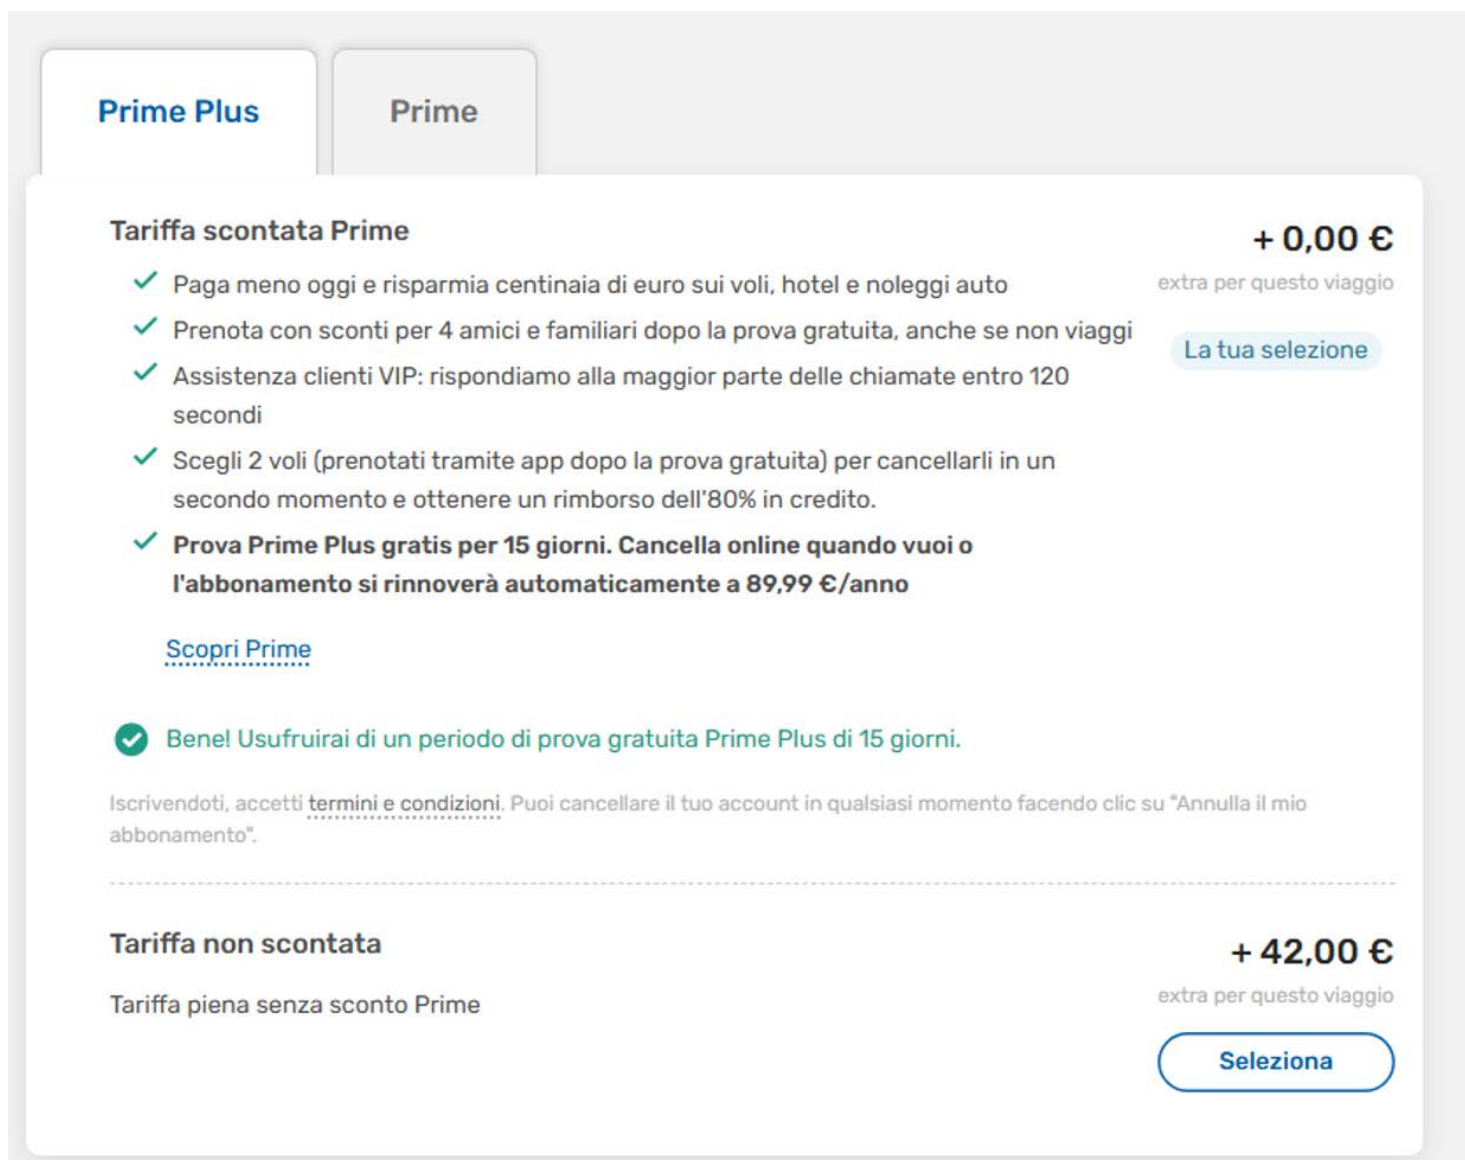 Prime Plus
Prime
Tariffa scontata Prime
+ 0,00 €
extra per questo viaggio
La tua selezione
Paga meno oggi e risparmia centinaia di euro sui voli, hotel e noleggi auto
Prenota con sconti per 4 amici e familiari dopo la prova gratuita, anche se non viaggi
Assistenza clienti VIP: rispondiamo alla maggior parte delle chiamate entro 120
secondi
Scegli 2 voli (prenotati tramite app dopo la prova gratuita) per cancellarli in un
secondo momento e ottenere un rimborso dell'80% in credito.
Prova Prime Plus gratis per 15 giorni. Cancella online quando vuoi o
l'abbonamento si rinnoverà automaticamente a 89,99 €/anno
Scopri Prime
Bene! Usufruirai di un periodo di prova gratuita Prime Plus di 15 giorni.
Iscrivendoti, accetti termini e condizioni. Puoi cancellare il tuo account in qualsiasi momento facendo clic su "Annulla il mio
abbonamento".
Tariffa non scontata
+ 42,00 €
Tariffa piena senza sconto Prime
extra per questo viaggio
Seleziona